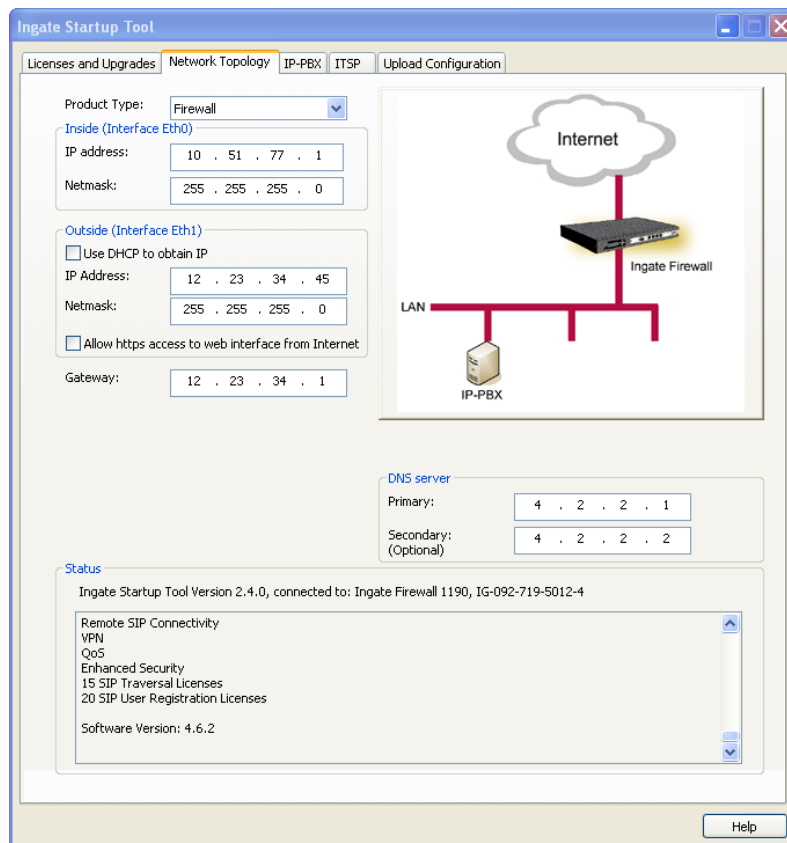 Ingate Startup Tool
Licenses and Upgrades Network Topology IP-PBX ITSP Upload Configuration
Product Type: Firewall
Inside (Interface Eth0)
IP address: 10 . 51 . 77 . 1
Netmask: 255 . 255 . 255 . 0
Outside (Interface Eth1)
Use DHCP to obtain IP
IP Address: 12 . 23 . 34 . 45
Netmask: 255 . 255 . 255 . 0
Allow https access to web interface from Internet
Gateway: 12 . 23 . 34 . 1
Internet
Ingate Firewall
LAN
IP-PBX
DNS server
Primary: 4 . 2 . 2 . 1
Secondary: 4 . 2 . 2 . 2
(Optional)
Status
Ingate Startup Tool Version 2.4.0, connected to: Ingate Firewall 1190, IG-092-719-5012-4
Remote SIP Connectivity
VPN
QoS
Enhanced Security
15 SIP Traversal Licenses
20 SIP User Registration Licenses
Software Version: 4.6.2
Help